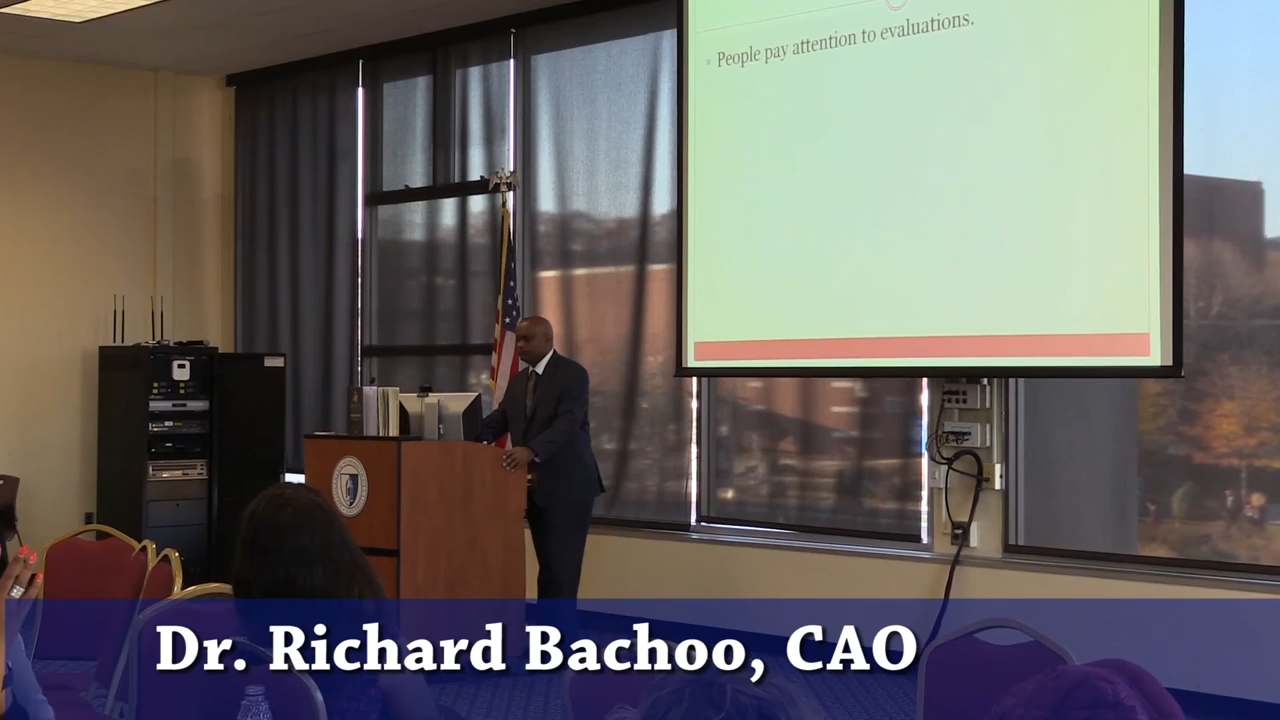 People pay attention to evaluations.
Dr. Richard Bachoo, CAO